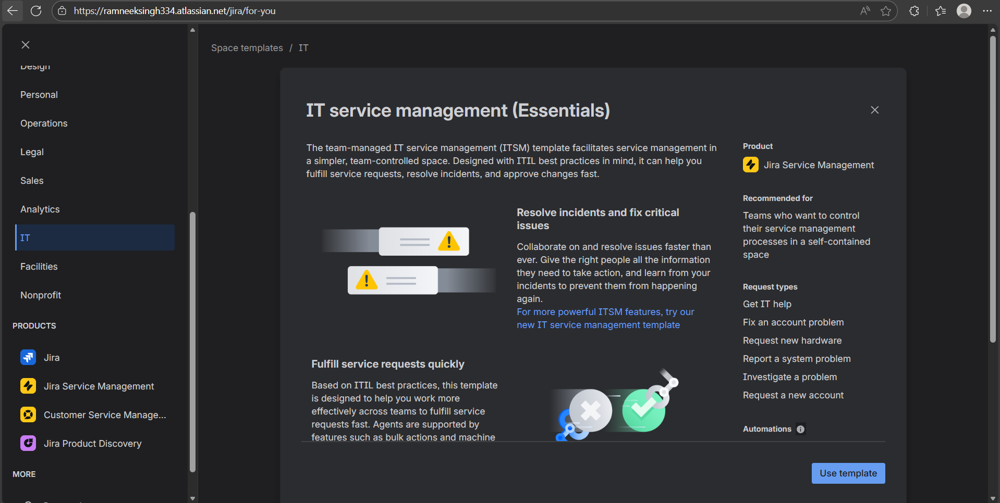 https://ramneeksingh334.atlassian.net/jira/for-you
Design
Personal
Operations
Legal
Sales
Analytics
IT
Facilities
Nonprofit
PRODUCTS
Jira
Jira Service Management
Customer Service Manage...
Jira Product Discovery
MORE
Space templates / IT
IT service management (Essentials)
The team-managed IT service management (ITSM) template facilitates service management in
a simpler, team-controlled space. Designed with ITIL best practices in mind, it can help you
fulfill service requests, resolve incidents, and approve changes fast.
Resolve incidents and fix critical
issues
Collaborate on and resolve issues faster than
ever. Give the right people all the information
they need to take action, and learn from your
incidents to prevent them from happening
again.
For more powerful ITSM features, try our
new IT service management template
Fulfill service requests quickly
Based on ITIL best practices, this template
is designed to help you work more
effectively across teams to fulfill service
requests fast. Agents are supported by
features such as bulk actions and machine
Product
Jira Service Management
Recommended for
Teams who want to control
their service management
processes in a self-contained
space
Request types
Get IT help
Fix an account problem
Request new hardware
Report a system problem
Investigate a problem
Request a new account
Automations
Use template